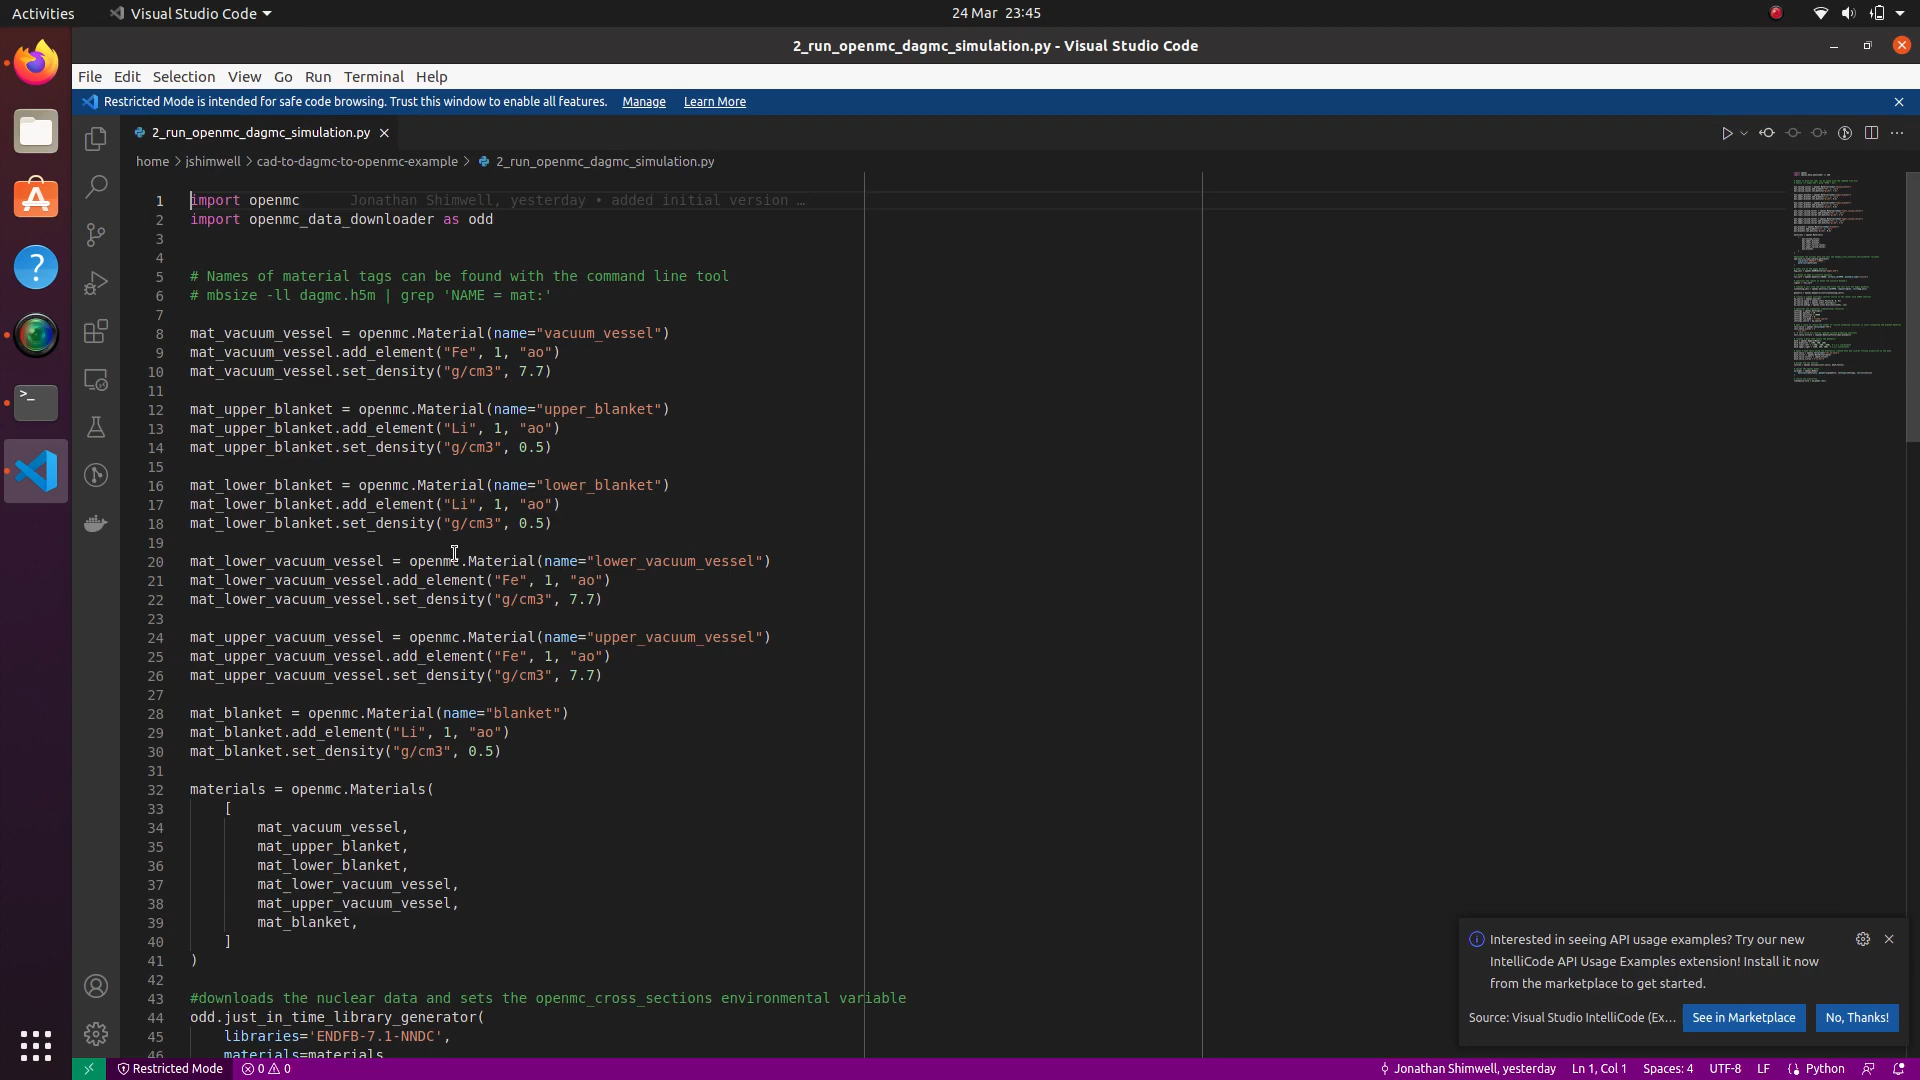 Activities
Visual Studio Code
24 Mar 23:45
2_run_openmc_dagmc_simulation.py - Visual Studio Code
File Edit Selection View Go Run Terminal Help
Restricted Mode is intended for safe code browsing. Trust this window to enable all features. Manage Learn More
2_run_openmc_dagmc_simulation.py
home > jshimwell > cad-to-dagmc-to-openmc-example > 2_run_openmc_dagmc_simulation.py
1 import openmc Jonathan Shimwell, yesterday • added initial version …
2 import openmc_data_downloader as odd
3
4
5 # Names of material tags can be found with the command line tool
6 # mbsize -ll dagmc.h5m | grep 'NAME = mat:'
7
8 mat_vacuum_vessel = openmc.Material(name="vacuum_vessel")
9 mat_vacuum_vessel.add_element("Fe", 1, "ao")
10 mat_vacuum_vessel.set_density("g/cm3", 7.7)
11
12 mat_upper_blanket = openmc.Material(name="upper_blanket")
13 mat_upper_blanket.add_element("Li", 1, "ao")
14 mat_upper_blanket.set_density("g/cm3", 0.5)
15
16 mat_lower_blanket = openmc.Material(name="lower_blanket")
17 mat_lower_blanket.add_element("Li", 1, "ao")
18 mat_lower_blanket.set_density("g/cm3", 0.5)
19
20 mat_lower_vacuum_vessel = openmc.Material(name="lower_vacuum_vessel")
21 mat_lower_vacuum_vessel.add_element("Fe", 1, "ao")
22 mat_lower_vacuum_vessel.set_density("g/cm3", 7.7)
23
24 mat_upper_vacuum_vessel = openmc.Material(name="upper_vacuum_vessel")
25 mat_upper_vacuum_vessel.add_element("Fe", 1, "ao")
26 mat_upper_vacuum_vessel.set_density("g/cm3", 7.7)
27
28 mat_blanket = openmc.Material(name="blanket")
29 mat_blanket.add_element("Li", 1, "ao")
30 mat_blanket.set_density("g/cm3", 0.5)
31
32 materials = openmc.Materials(
33 [
34 mat_vacuum_vessel,
35 mat_upper_blanket,
36 mat_lower_blanket,
37 mat_lower_vacuum_vessel,
38 mat_upper_vacuum_vessel,
39 mat_blanket,
40 ]
41 )
42
43 #downloads the nuclear data and sets the openmc_cross_sections environmental variable
44 odd.just_in_time_library_generator(
45 libraries='ENDFB-7.1-NNDC',
46 materials=materials
Interested in seeing API usage examples? Try our new
IntelliCode API Usage Examples extension! Install it now
from the marketplace to get started.
Source: Visual Studio IntelliCode (Ex... See in Marketplace No, Thanks!
Restricted Mode 0 0 Jonathan Shimwell, yesterday Ln 1, Col 1 Spaces: 4 UTF-8 LF Python